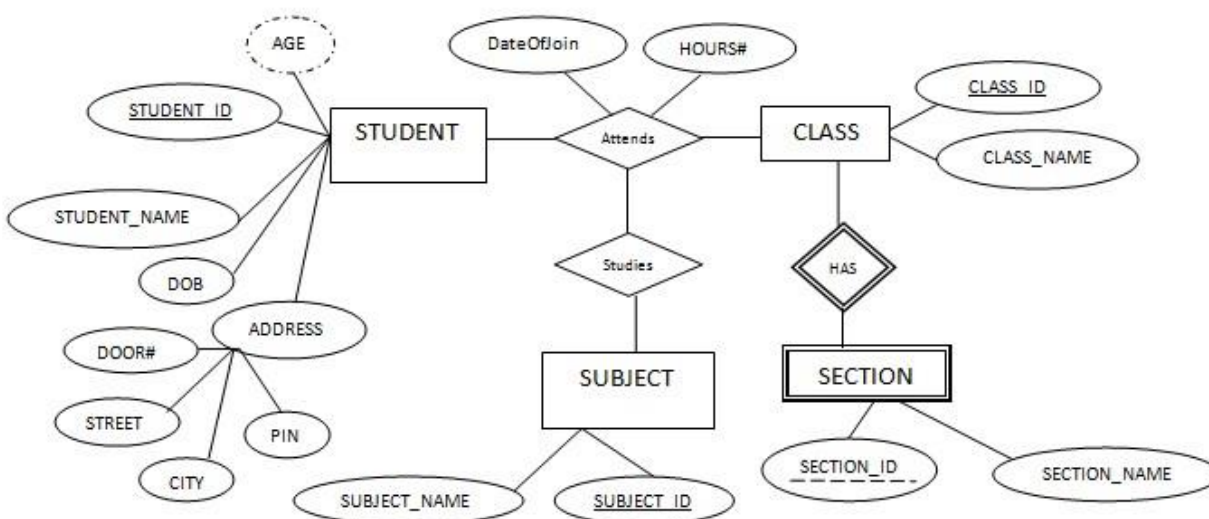 AGE
DateOfJoin
HOURS#
STUDENT_ID
STUDENT
Attends
CLASS
CLASS_ID
CLASS_NAME
STUDENT_NAME
DOB
Studies
HAS
ADDRESS
DOOR#
STREET
CITY
PIN
SUBJECT
SECTION
SUBJECT_NAME
SUBJECT_ID
SECTION_ID
SECTION_NAME